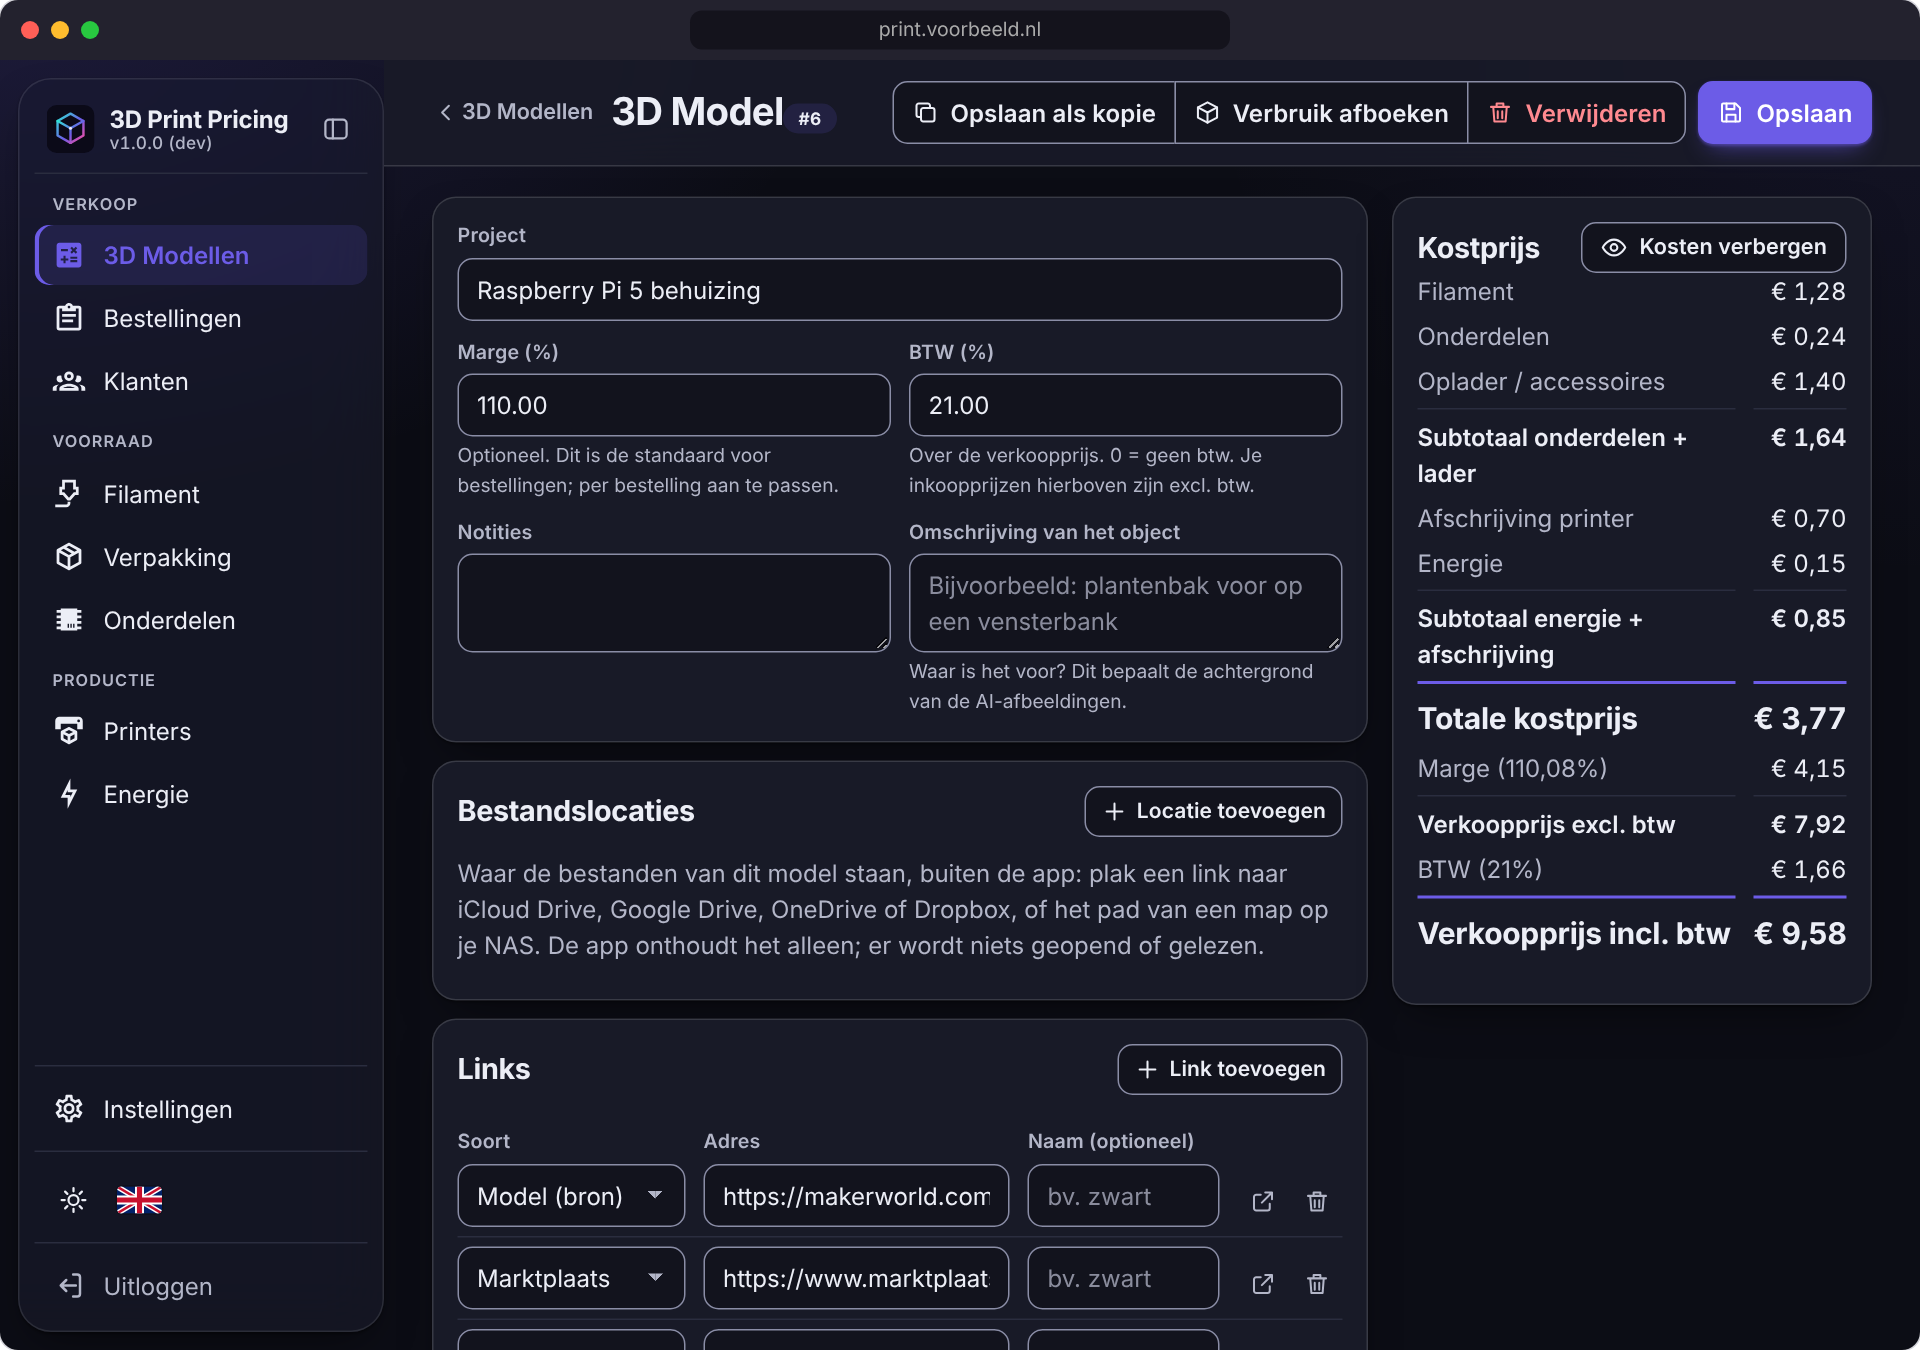 print.voorbeeld.nl
3D Print Pricing
v1.0.0 (dev)
VERKOOP
3D Modellen
Bestellingen
Klanten
VOORRAAD
Filament
Verpakking
Onderdelen
PRODUCTIE
Printers
Energie
Instellingen
Uitloggen
3D Modellen
3D Model #6
Opslaan als kopie
Verbruik afboeken
Verwijderen
Opslaan
Project
Raspberry Pi 5 behuizing
Marge (%)
110.00
Optioneel. Dit is de standaard voor
bestellingen; per bestelling aan te passen.
BTW (%)
21.00
Over de verkoopprijs. 0 = geen btw. Je
inkoopprijzen hierboven zijn excl. btw.
Notities
Omschrijving van het object
Bijvoorbeeld: plantenbak voor op
een vensterbank
Waar is het voor? Dit bepaalt de achtergrond
van de AI-afbeeldingen.
Bestandslocaties
Locatie toevoegen
Waar de bestanden van dit model staan, buiten de app: plak een link naar
iCloud Drive, Google Drive, OneDrive of Dropbox, of het pad van een map op
je NAS. De app onthoudt het alleen; er wordt niets geopend of gelezen.
Links
Link toevoegen
Soort Adres Naam (optioneel)
Model (bron) https://makerworld.com bv. zwart
Marktplaats https://www.marktplaat bv. zwart
Kostprijs
Kosten verbergen
Filament € 1,28
Onderdelen € 0,24
Oplader / accessoires € 1,40
Subtotaal onderdelen + € 1,64
lader
Afschrijving printer € 0,70
Energie € 0,15
Subtotaal energie + € 0,85
afschrijving
Totale kostprijs € 3,77
Marge (110,08%) € 4,15
Verkoopprijs excl. btw € 7,92
BTW (21%) € 1,66
Verkoopprijs incl. btw € 9,58